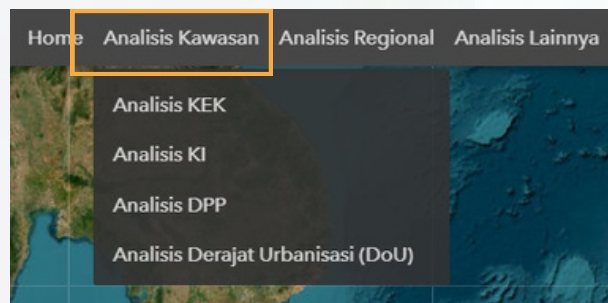 Home Analisis Kawasan Analisis Regional Analisis Lainnya
Analisis KEK
Analisis KI
Analisis DPP
Analisis Derajat Urbanisasi (DoU)